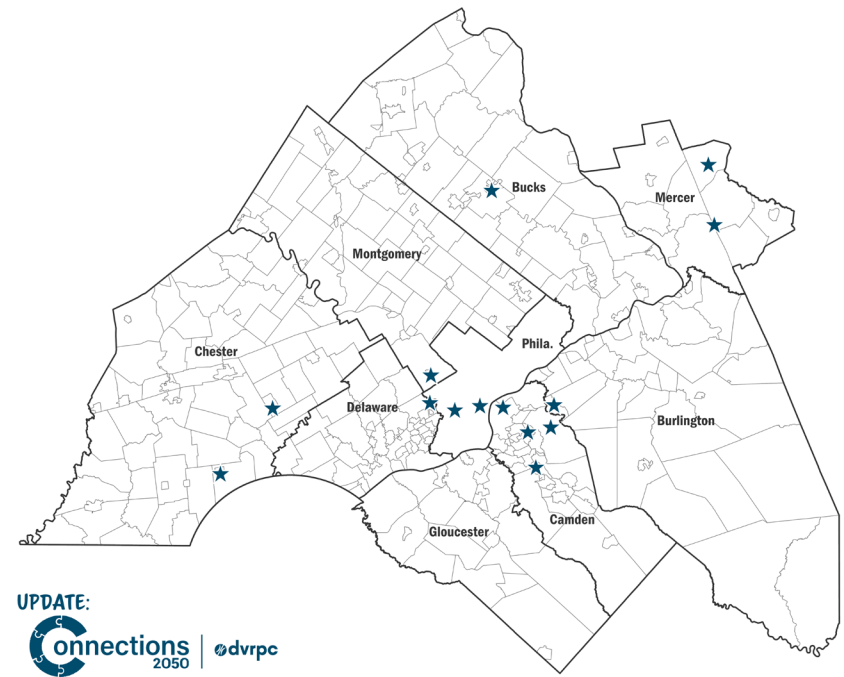 Bucks
Mercer
Montgomery
Phila.
Chester
Delaware
Burlington
Camden
Gloucester
UPDATE:
Connections
2050
dvrpc